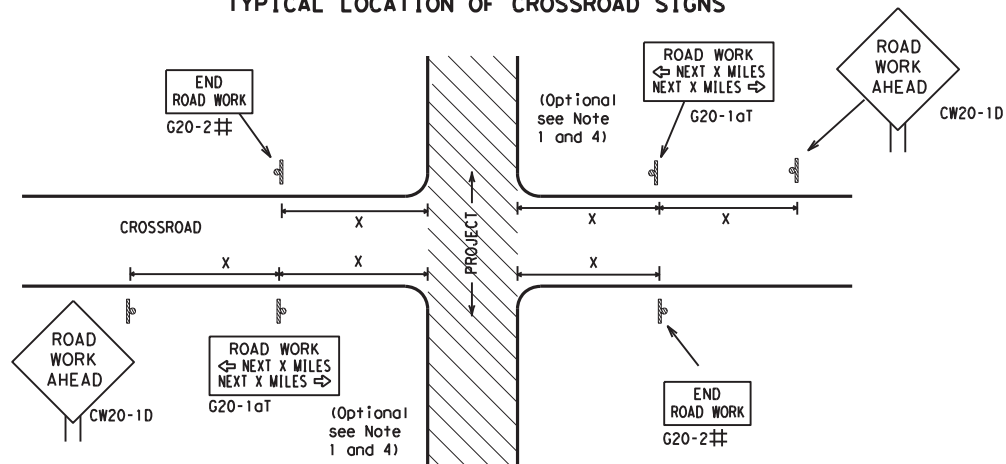 TYPICAL LOCATION OF CROSSROAD SIGNS
END
ROAD WORK
G20-2#
ROAD WORK
⇦ NEXT X MILES
NEXT X MILES ⇨
G20-1aT
(Optional
see Note
1 and 4)
ROAD
WORK
AHEAD
CW20-1D
X
X
X
CROSSROAD
PROJECT
X
X
X
ROAD
WORK
AHEAD
CW20-1D
ROAD WORK
⇦ NEXT X MILES
NEXT X MILES ⇨
G20-1aT
(Optional
see Note
1 and 4)
END
ROAD WORK
G20-2#